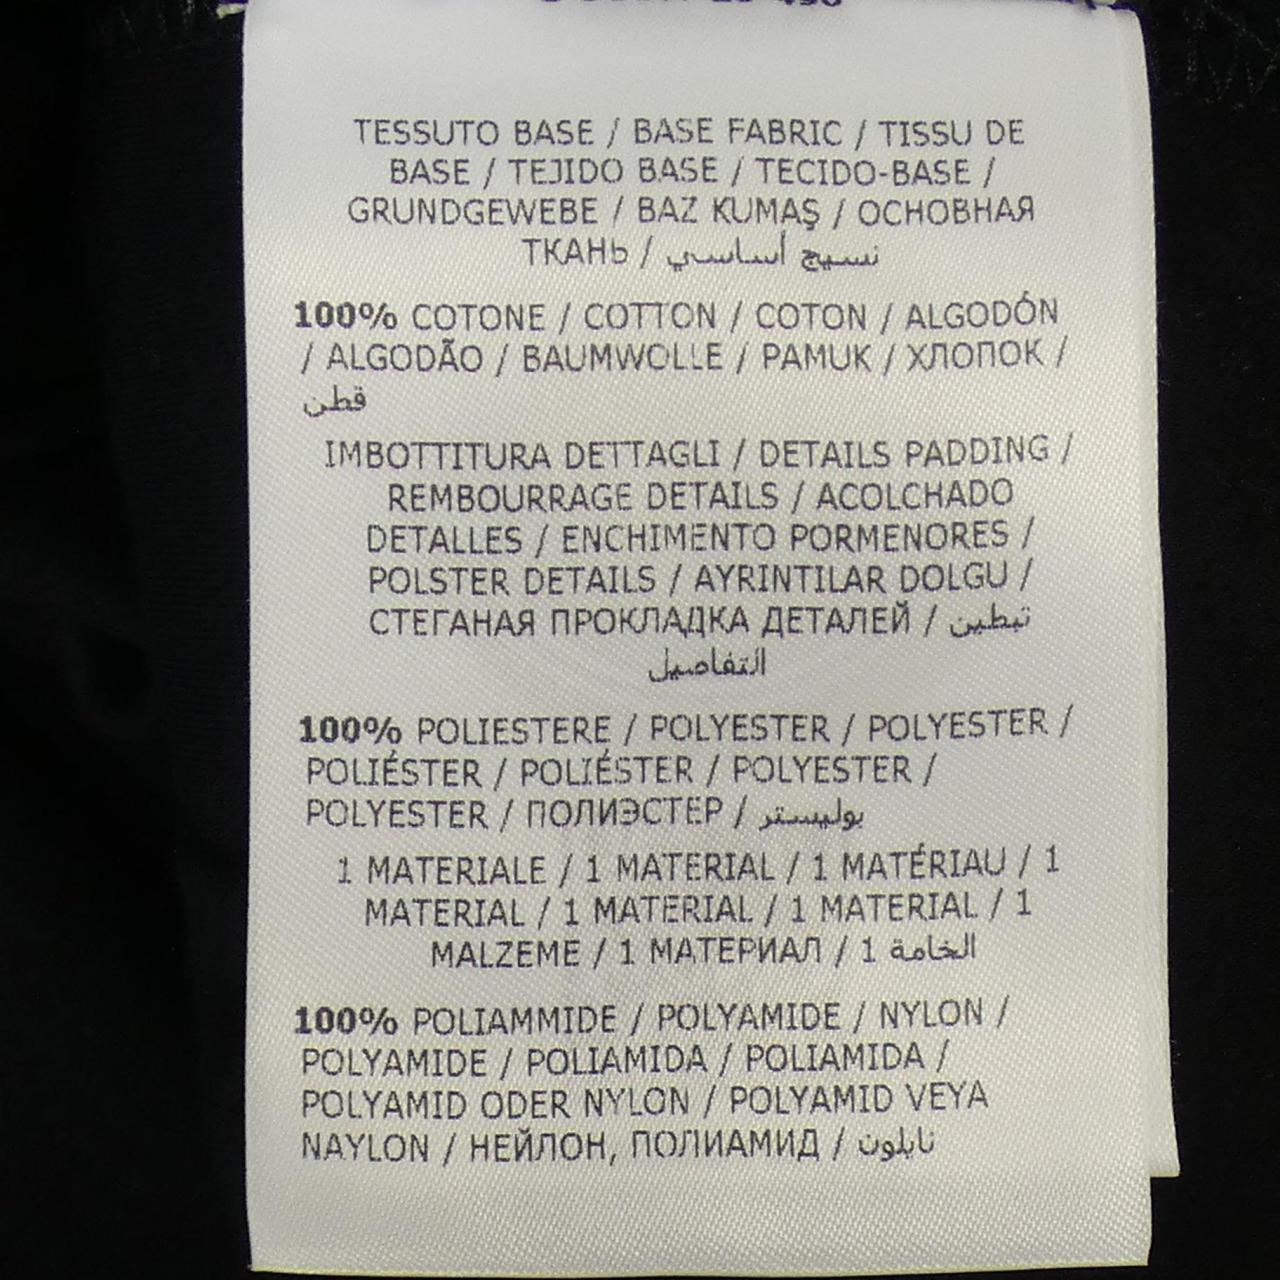 TESSUTO BASE / BASE FABRIC / TISSU DE
BASE / TEJIDO BASE / TECIDO-BASE /
GRUNDGEWEBE / BAZ KUMAŞ / ОСНОВНАЯ
ТКАНЬ / نسيج أساسي
100% COTONE / COTTON / COTON / ALGODÓN
/ ALGODÃO / BAUMWOLLE / PAMUK / ХЛОПОК /
قطن
IMBOTTITURA DETTAGLI / DETAILS PADDING /
REMBOURRAGE DETAILS / ACOLCHADO
DETALLES / ENCHIMENTO PORMENORES /
POLSTER DETAILS / AYRINTILAR DOLGU /
СТЕГАНАЯ ПРОКЛАДКА ДЕТАЛЕЙ / تبطين
التفاصيل
100% POLIESTERE / POLYESTER / POLYESTER /
POLIÉSTER / POLIÉSTER / POLYESTER /
POLYESTER / ПОЛИЭСТЕР / بوليستر
1 MATERIALE / 1 MATERIAL / 1 MATÉRIAU / 1
MATERIAL / 1 MATERIAL / 1 MATERIAL / 1
MALZEME / 1 МАТЕРИАЛ / 1 الخامة
100% POLIAMMIDE / POLYAMIDE / NYLON /
POLYAMIDE / POLIAMIDA / POLIAMIDA /
POLYAMID ODER NYLON / POLYAMID VEYA
NAYLON / НЕЙЛОН, ПОЛИАМИД / نايلون